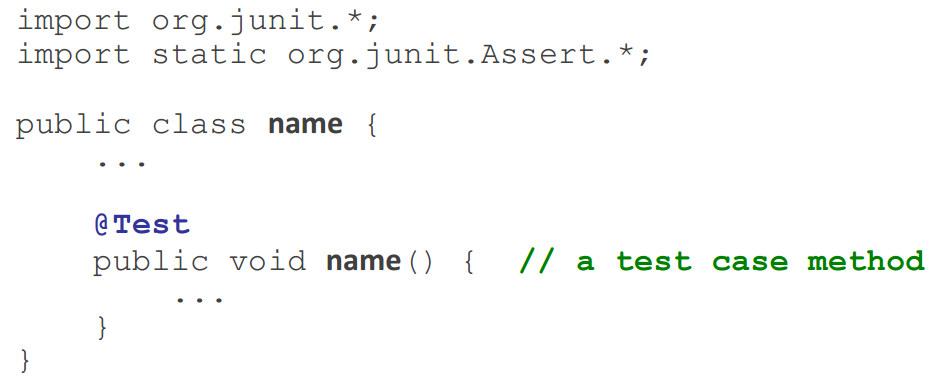 import org.junit.*;
import static org.junit.Assert.*;
public class name {
...
@Test
public void name() { // a test case method
...
}
}